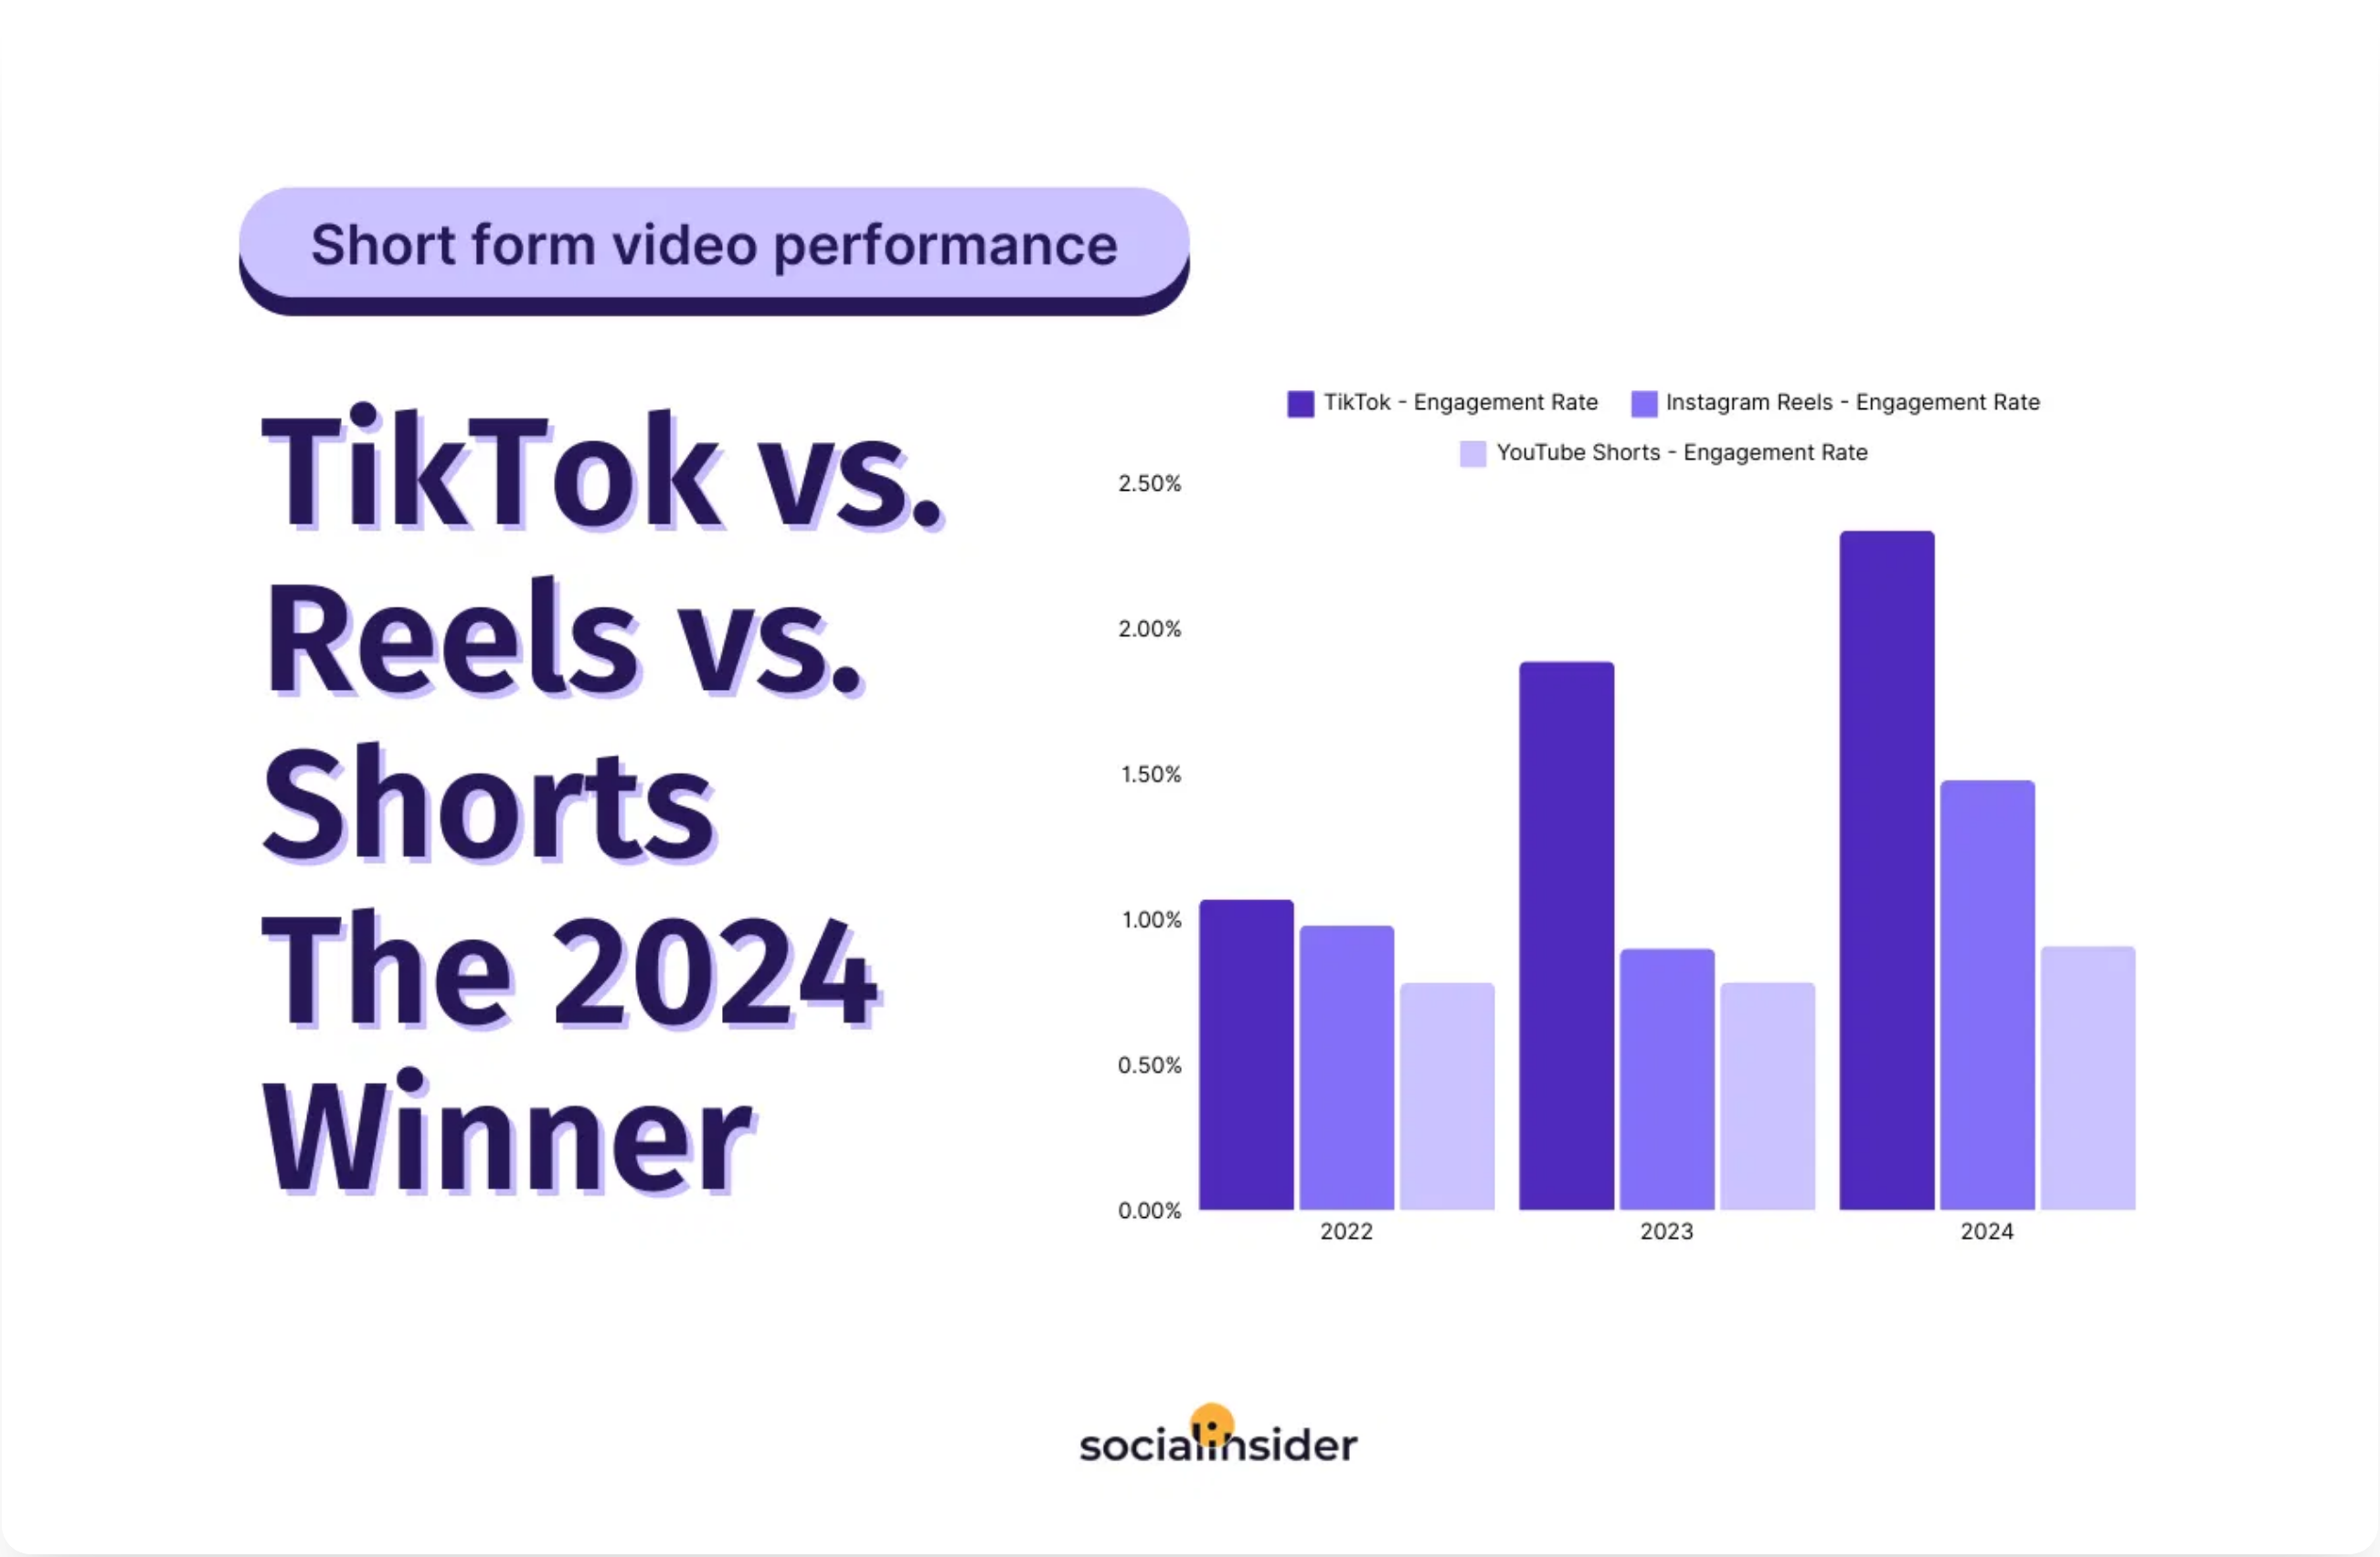 Short form video performance
TikTok vs.
Reels vs.
Shorts
The 2024
Winner
TikTok - Engagement Rate
Instagram Reels - Engagement Rate
YouTube Shorts - Engagement Rate
2.50%
2.00%
1.50%
1.00%
0.50%
0.00%
2022
2023
2024
socialinsider